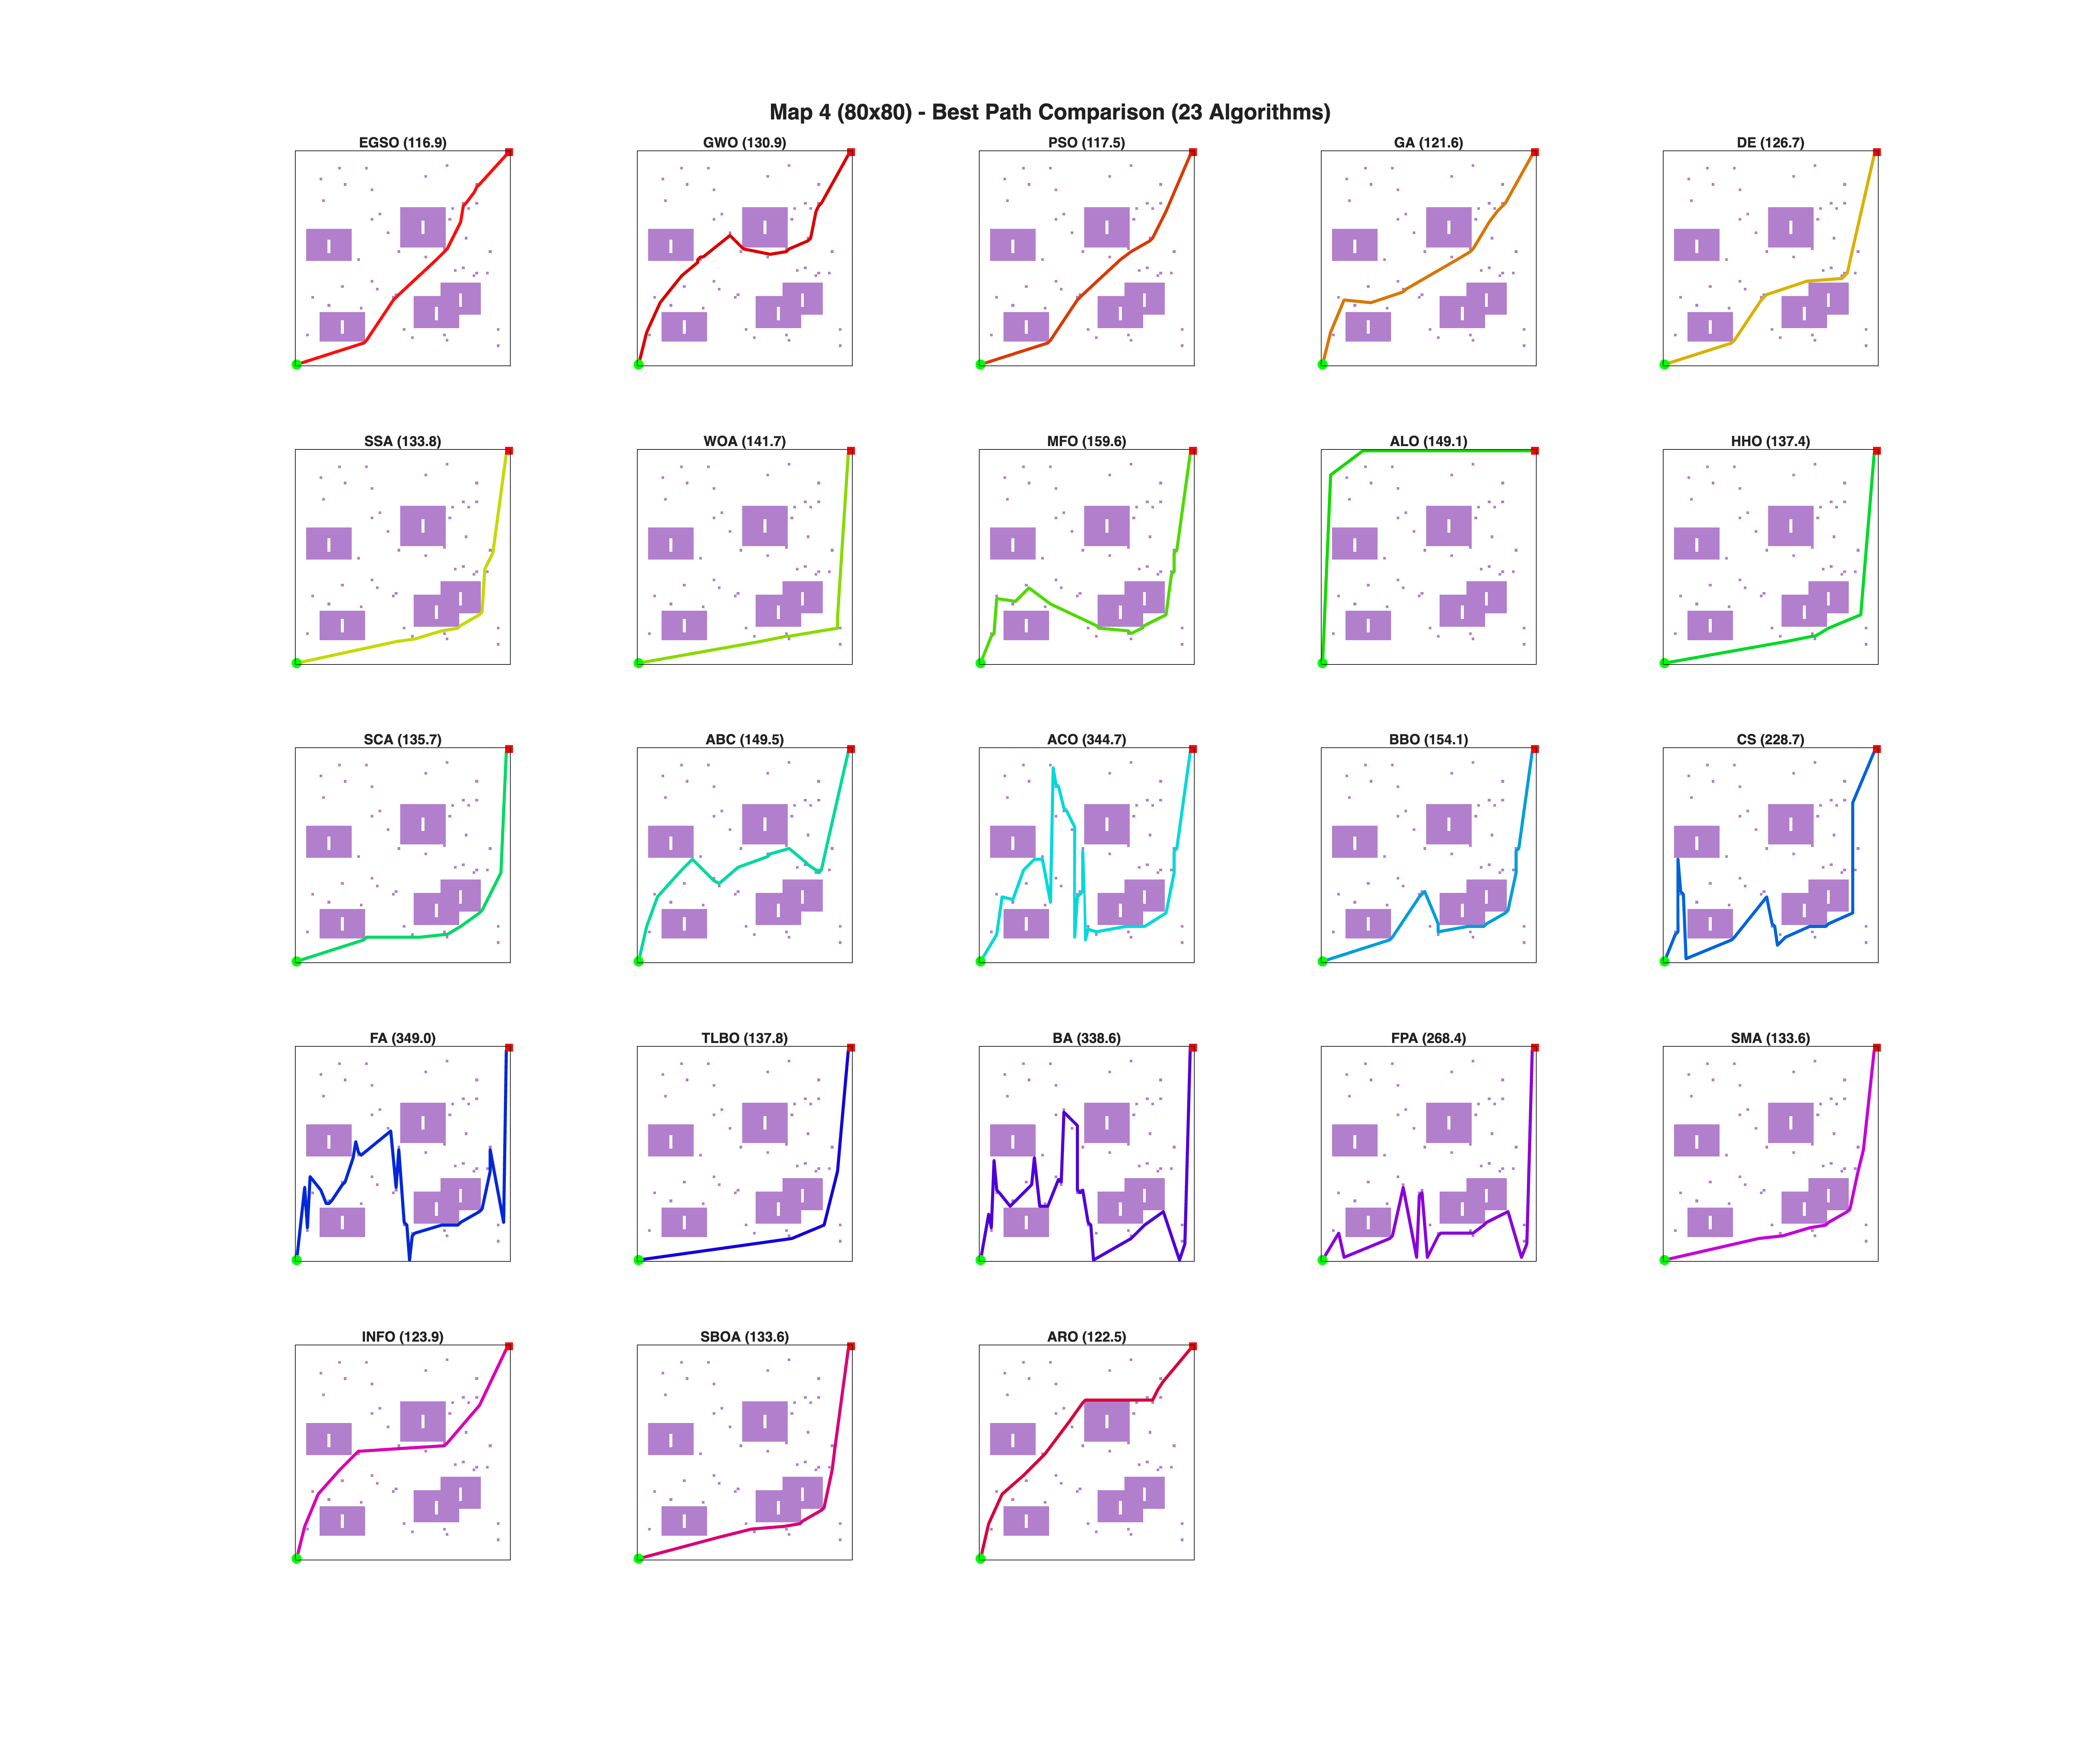 Map 4 (80x80) - Best Path Comparison (23 Algorithms)
EGSO (116.9)
GWO (130.9)
PSO (117.5)
GA (121.6)
DE (126.7)
SSA (133.8)
WOA (141.7)
MFO (159.6)
ALO (149.1)
HHO (137.4)
SCA (135.7)
ABC (149.5)
ACO (344.7)
BBO (154.1)
CS (228.7)
FA (349.0)
TLBO (137.8)
BA (338.6)
FPA (268.4)
SMA (133.6)
INFO (123.9)
SBOA (133.6)
ARO (122.5)